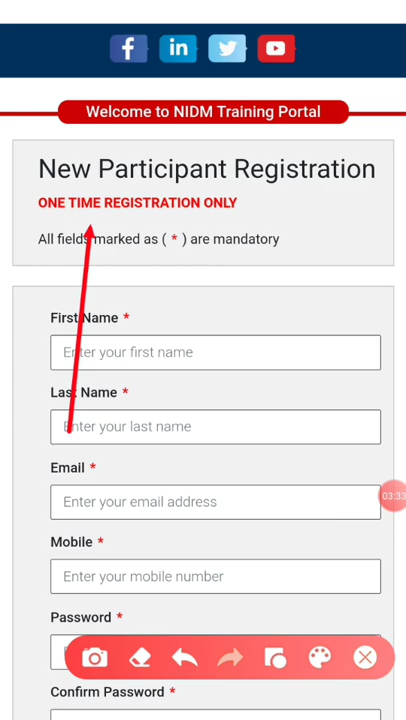 Welcome to NIDM Training Portal
New Participant Registration
ONE TIME REGISTRATION ONLY
All fields marked as ( * ) are mandatory
First Name *
Enter your first name
Last Name *
Enter your last name
Email *
Enter your email address
03:33
Mobile *
Enter your mobile number
Password *
Confirm Password *